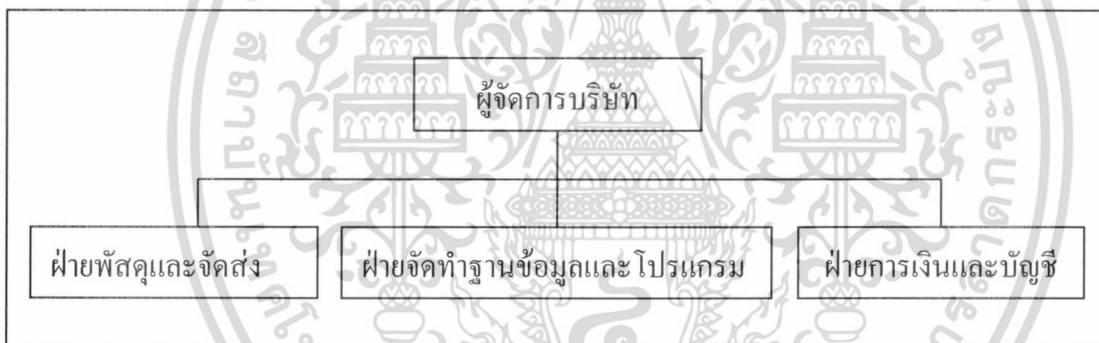 ผู้จัดการบริษัท
ฝ่ายพัสดุและจัดส่ง
ฝ่ายจัดทำฐานข้อมูลและโปรแกรม
ฝ่ายการเงินและบัญชี